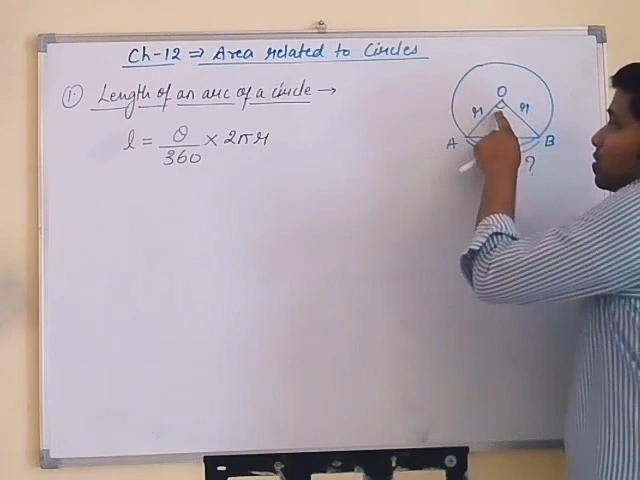 Ch-12 ⇒ Area related to Circles
1. Length of an arc of a circle →
l = θ/360 × 2πr
O
r r
A B
?